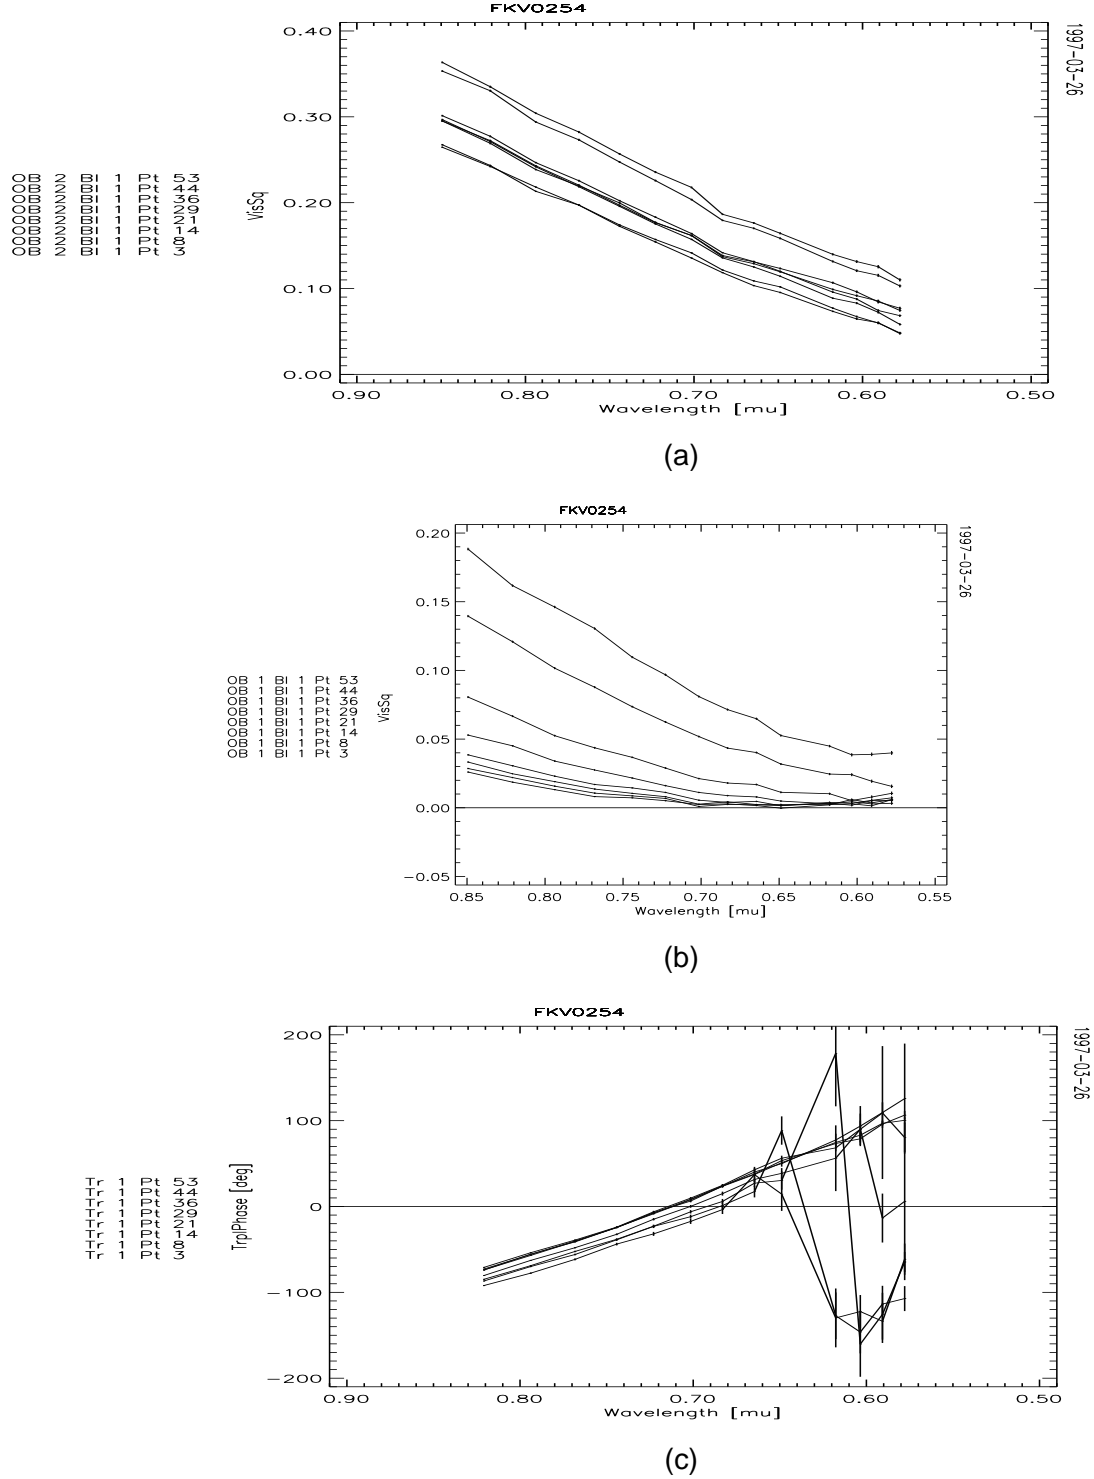 FKV0254
1997-03-26
OB 2 Bl 1 Pt 53
OB 2 Bl 1 Pt 44
OB 2 Bl 1 Pt 36
OB 2 Bl 1 Pt 29
OB 2 Bl 1 Pt 21
OB 2 Bl 1 Pt 14
OB 2 Bl 1 Pt 8
OB 2 Bl 1 Pt 3
VisSq
0.40
0.30
0.20
0.10
0.00
0.90 0.80 0.70 0.60 0.50
Wavelength [mu]
(a)
FKV0254
1997-03-26
OB 1 Bl 1 Pt 53
OB 1 Bl 1 Pt 44
OB 1 Bl 1 Pt 36
OB 1 Bl 1 Pt 29
OB 1 Bl 1 Pt 21
OB 1 Bl 1 Pt 14
OB 1 Bl 1 Pt 8
OB 1 Bl 1 Pt 3
VisSq
0.20
0.15
0.10
0.05
0.00
-0.05
0.85 0.80 0.75 0.70 0.65 0.60 0.55
Wavelength [mu]
(b)
FKV0254
1997-03-26
Tr 1 Pt 53
Tr 1 Pt 44
Tr 1 Pt 36
Tr 1 Pt 29
Tr 1 Pt 21
Tr 1 Pt 14
Tr 1 Pt 8
Tr 1 Pt 3
TrplPhase [deg]
200
100
0
-100
-200
0.90 0.80 0.70 0.60 0.50
Wavelength [mu]
(c)